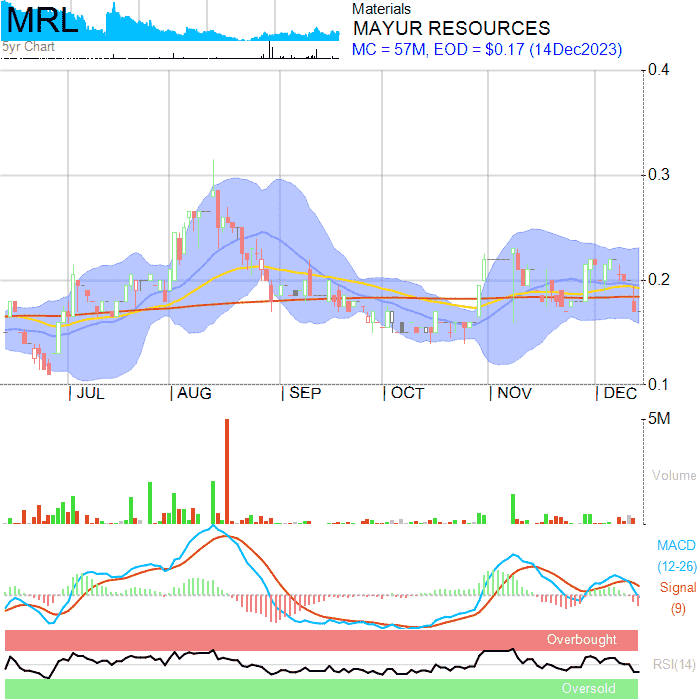 MRL
5yr Chart
Materials
MAYUR RESOURCES
MC = 57M, EOD = $0.17 (14Dec2023)
0.4
0.3
0.2
0.1
JUL AUG SEP OCT NOV DEC
5M
Volume
MACD
(12-26)
Signal
(9)
Overbought
RSI(14)
Oversold